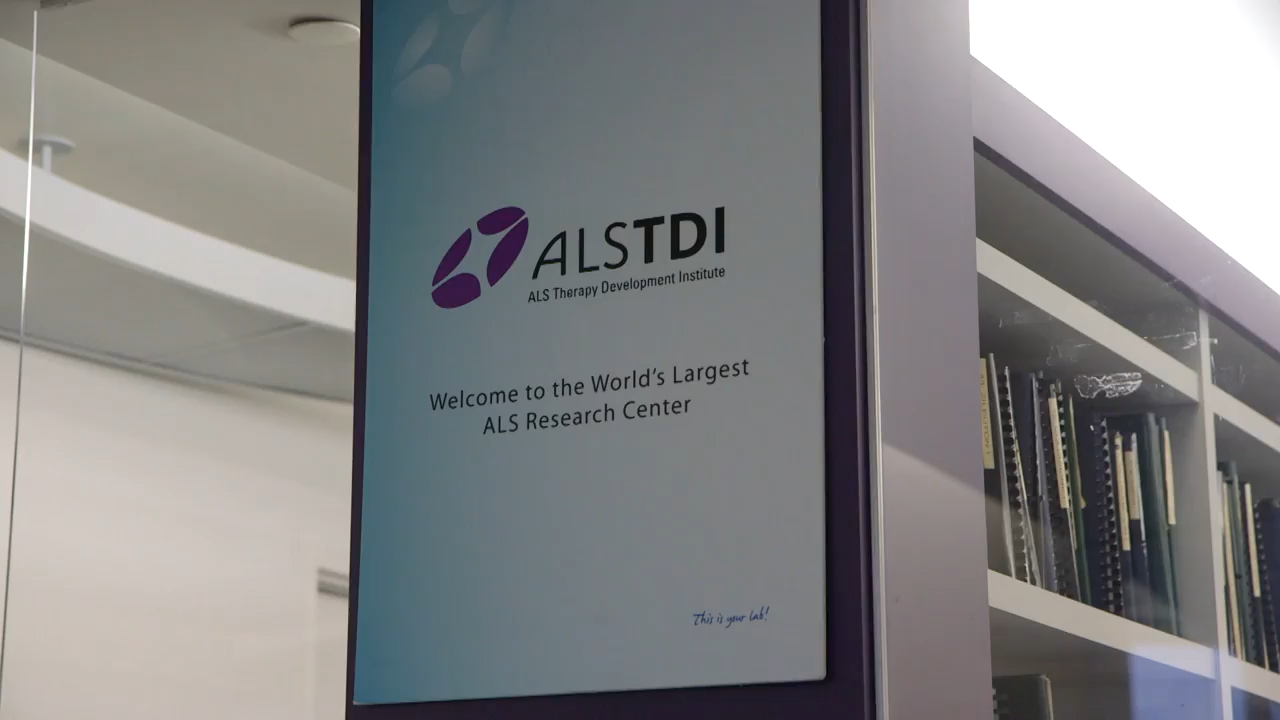 ALSTDI
ALS Therapy Development Institute
Welcome to the World's Largest
ALS Research Center
This is your lab!